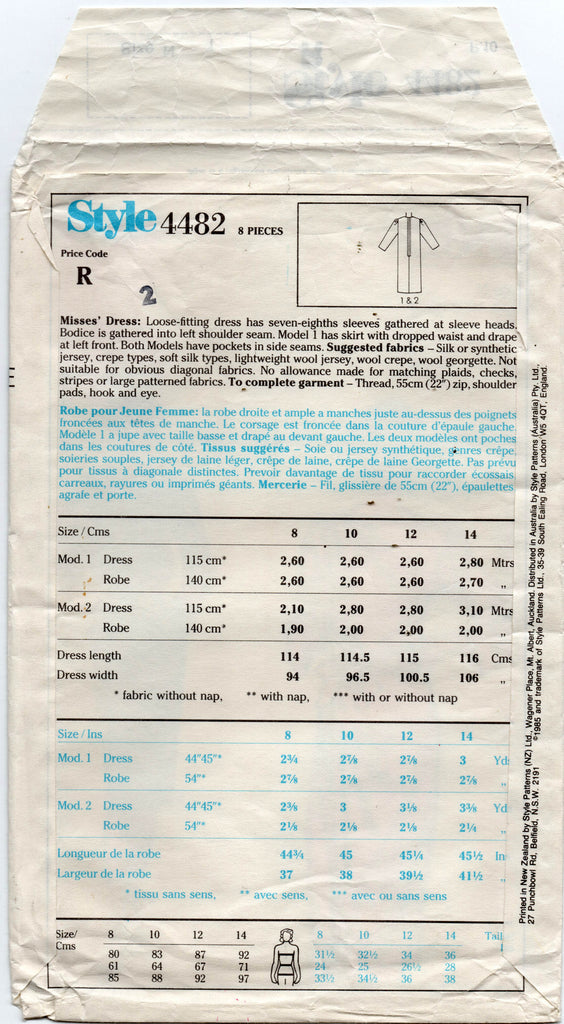 Style 4482 8 PIECES
Price Code
R
2
1 & 2
Misses' Dress: Loose-fitting dress has seven-eighths sleeves gathered at sleeve heads.
Bodice is gathered into left shoulder seam. Model 1 has skirt with dropped waist and drape
at left front. Both Models have pockets in side seams. Suggested fabrics – Silk or synthetic
jersey, crepe types, soft silk types, lightweight wool jersey, wool crepe, wool georgette. Not
suitable for obvious diagonal fabrics. No allowance made for matching plaids, checks,
stripes or large patterned fabrics. To complete garment – Thread, 55cm (22") zip, shoulder
pads, hook and eye.
Robe pour Jeune Femme: la robe droite et ample a manches juste au-dessus des poignets
froncées aux têtes de manche. Le corsage est froncée dans la couture d'épaule gauche.
Modèle 1 a jupe avec taille basse et drapé au devant gauche. Les deux modèles ont poches
dans les coutures de côté. Tissus suggérés – Soie ou jersey synthétique, genres crêpe,
soieries souples, jersey de laine léger, crêpe de laine, crêpe de laine Georgette. Pas prévu
pour tissus à diagonale distinctes. Prevoir davantage de tissu pour raccorder écossais
carreaux, rayures ou imprimés géants. Mercerie – Fil, glissière de 55cm (22"), épaulettes
agrafe et porte.
Size / Cms 8 10 12 14
Mod. 1 Dress 115 cm* 2,60 2,60 2,60 2,80 Mtrs
Robe 140 cm* 2,60 2,60 2,60 2,70 ,,
Mod. 2 Dress 115 cm* 2,10 2,80 2,80 3,10 Mtrs
Robe 140 cm* 1,90 2,00 2,00 2,00 ,,
Dress length 114 114.5 115 116 Cms
Dress width 94 96.5 100.5 106 ,,
* fabric without nap, ** with nap, *** with or without nap
Size / Ins 8 10 12 14
Mod. 1 Dress 44"45"* 2¾ 2⅞ 2⅞ 3 Yd
Robe 54"* 2⅞ 2⅞ 2⅞ 2⅞ ,,
Mod. 2 Dress 44"45"* 2⅜ 3 3⅛ 3⅜ Yd
Robe 54"* 2⅛ 2⅛ 2⅛ 2¼ ,,
Longueur de la robe 44¾ 45 45¼ 45½ In
Largeur de la robe 37 38 39½ 41½ ,,
* tissu sans sens, ** avec sens, *** avec ou sans sens
Size/ 8 10 12 14 8 10 12 14 Tail
Cms 80 83 87 92 31½ 32½ 34 36
61 64 67 71 24 25 26½ 28
85 88 92 97 33½ 34½ 36 38
Printed in New Zealand by Style Patterns (NZ) Ltd., Wagener Place, Mt. Albert, Auckland. Distributed in Australia by Style Patterns (Australia) Pty. Ltd.,
27 Punchbowl Rd, Belfield, N.S.W. 2191 ©1985 and trademark of Style Patterns Ltd., 35-39 South Ealing Road, London W5 4QT, England.